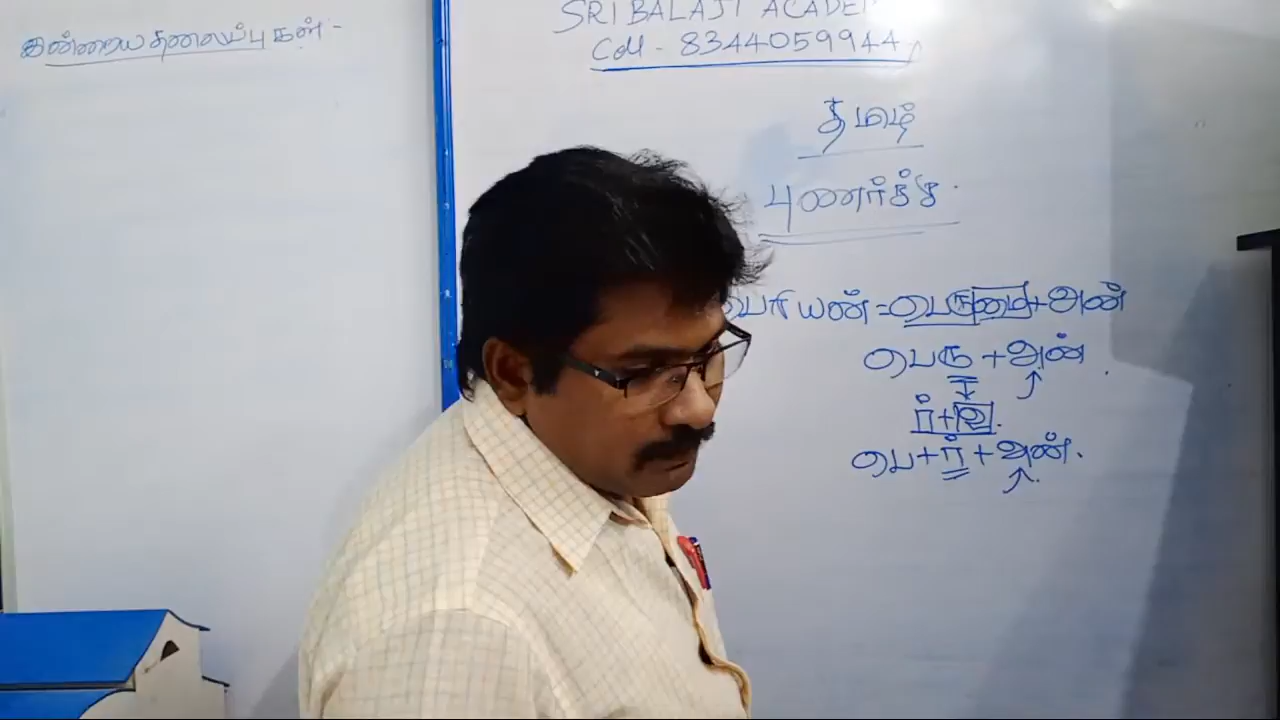 இன்றைய தலைப்புகள் :-
SRI BALAJI ACADE
Cell - 8344059944
தமிழ்
புணர்ச்சி
பெரியன் = பெருமை + அன்
பெரு + அன்
ர் + உ
பெ + ர் + அன்.